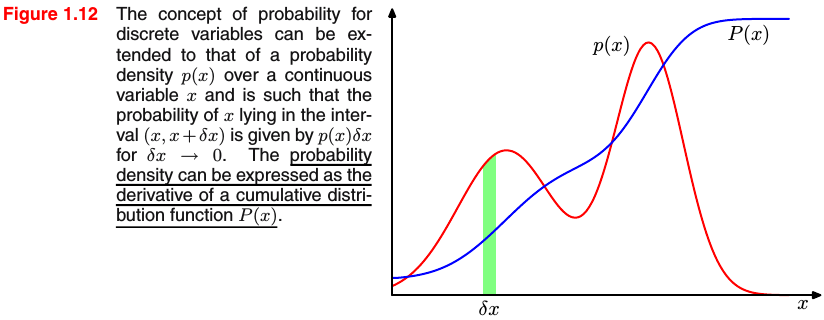 Figure 1.12 The concept of probability for
discrete variables can be ex-
tended to that of a probability
density p(x) over a continuous
variable x and is such that the
probability of x lying in the inter-
val (x, x + δx) is given by p(x)δx
for δx → 0. The probability
density can be expressed as the
derivative of a cumulative distri-
bution function P(x).
p(x)
P(x)
δx
x